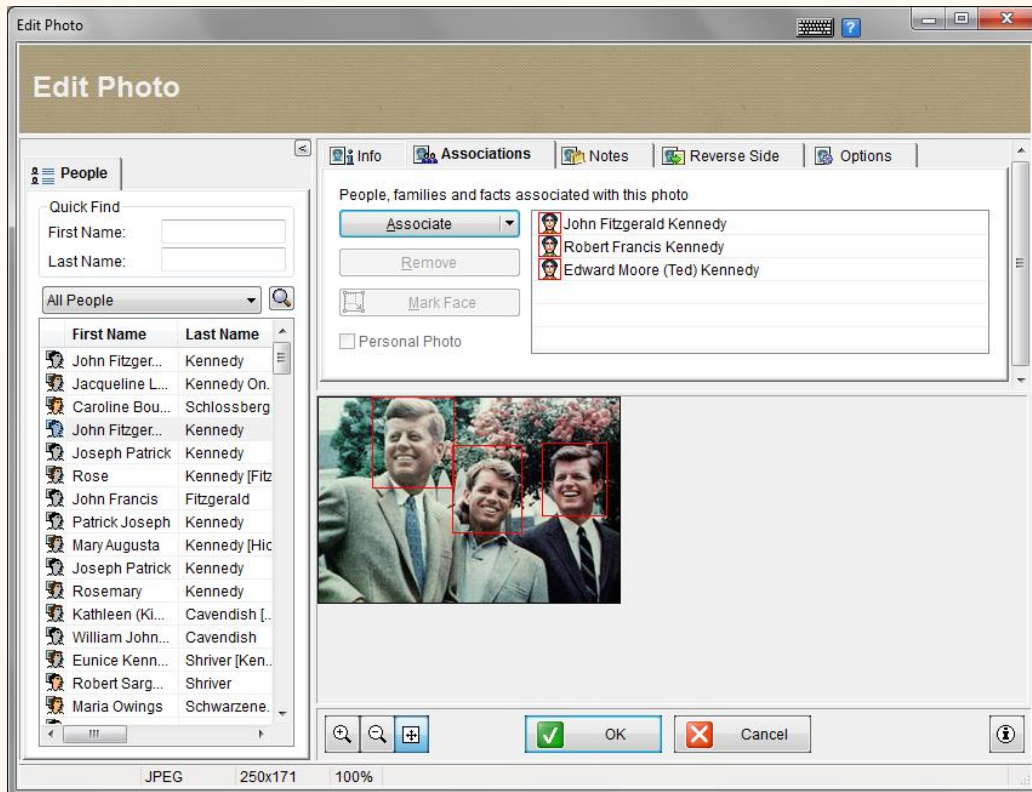 Edit Photo
Edit Photo
People
Quick Find
First Name:
Last Name:
All People
First Name Last Name
John Fitzger... Kennedy
Jacqueline L... Kennedy On.
Caroline Bou... Schlossberg
John Fitzger... Kennedy
Joseph Patrick Kennedy
Rose Kennedy [Fitz
John Francis Fitzgerald
Patrick Joseph Kennedy
Mary Augusta Kennedy [Hic
Joseph Patrick Kennedy
Rosemary Kennedy
Kathleen (Ki... Cavendish [..
William John... Cavendish
Eunice Kenn... Shriver [Ken..
Robert Sarg... Shriver
Maria Owings Schwarzene.
Info Associations Notes Reverse Side Options
People, families and facts associated with this photo
Associate
Remove
Mark Face
Personal Photo
John Fitzgerald Kennedy
Robert Francis Kennedy
Edward Moore (Ted) Kennedy
OK Cancel
JPEG 250x171 100%